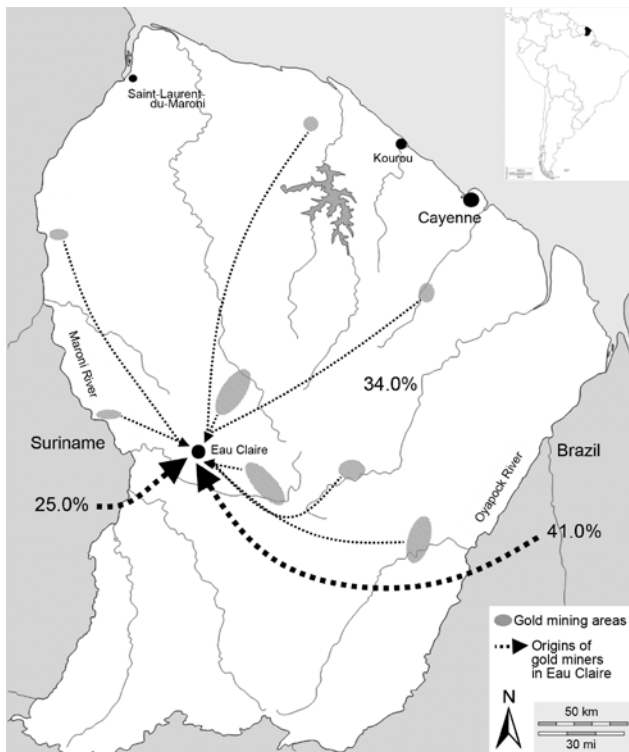 Saint-Laurent-
du-Maroni
Kourou
Cayenne
Maroni River
34.0%
Suriname
Eau Claire
Brazil
Oyapock River
25.0%
41.0%
Gold mining areas
Origins of
gold miners
in Eau Claire
N
50 km
30 mi